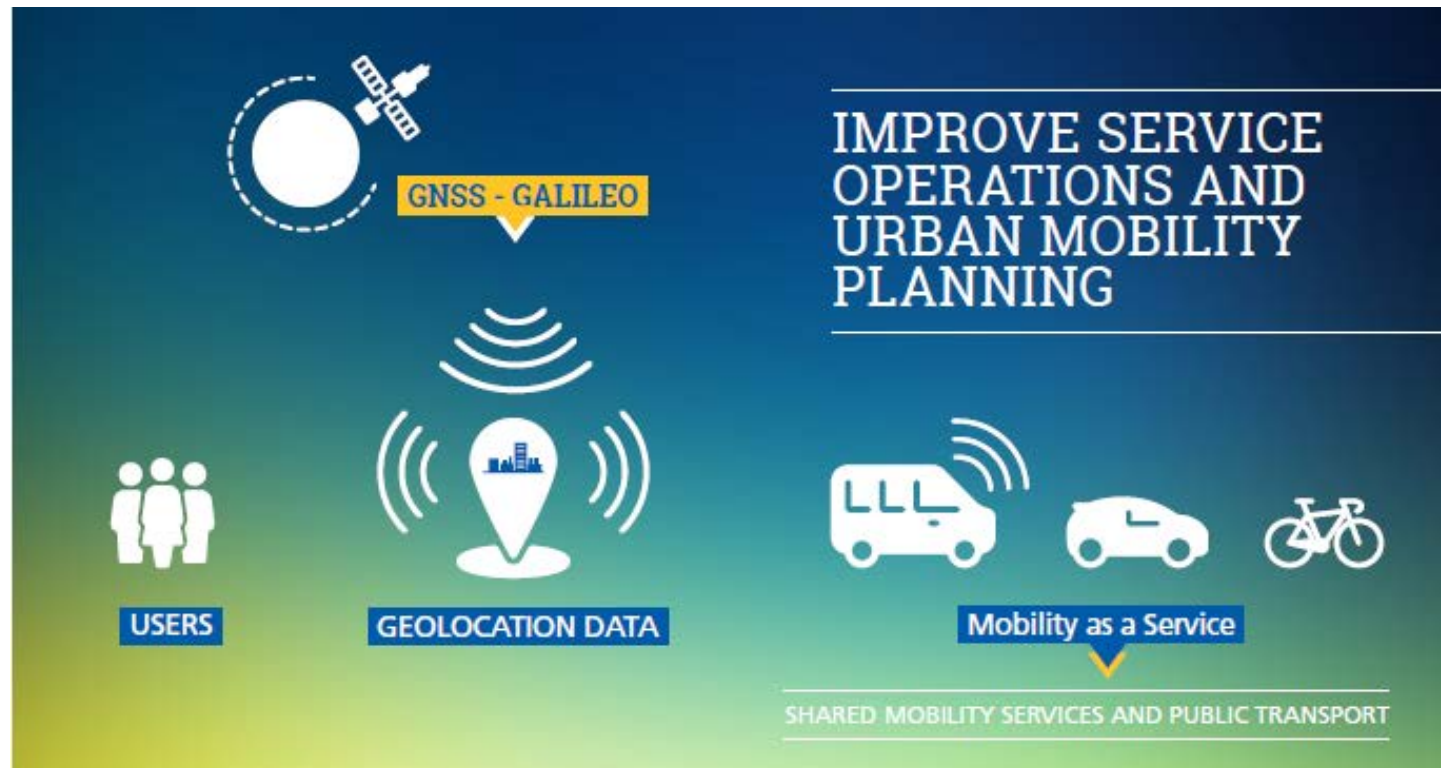 GNSS - GALILEO
IMPROVE SERVICE
OPERATIONS AND
URBAN MOBILITY
PLANNING
USERS
GEOLOCATION DATA
Mobility as a Service
SHARED MOBILITY SERVICES AND PUBLIC TRANSPORT